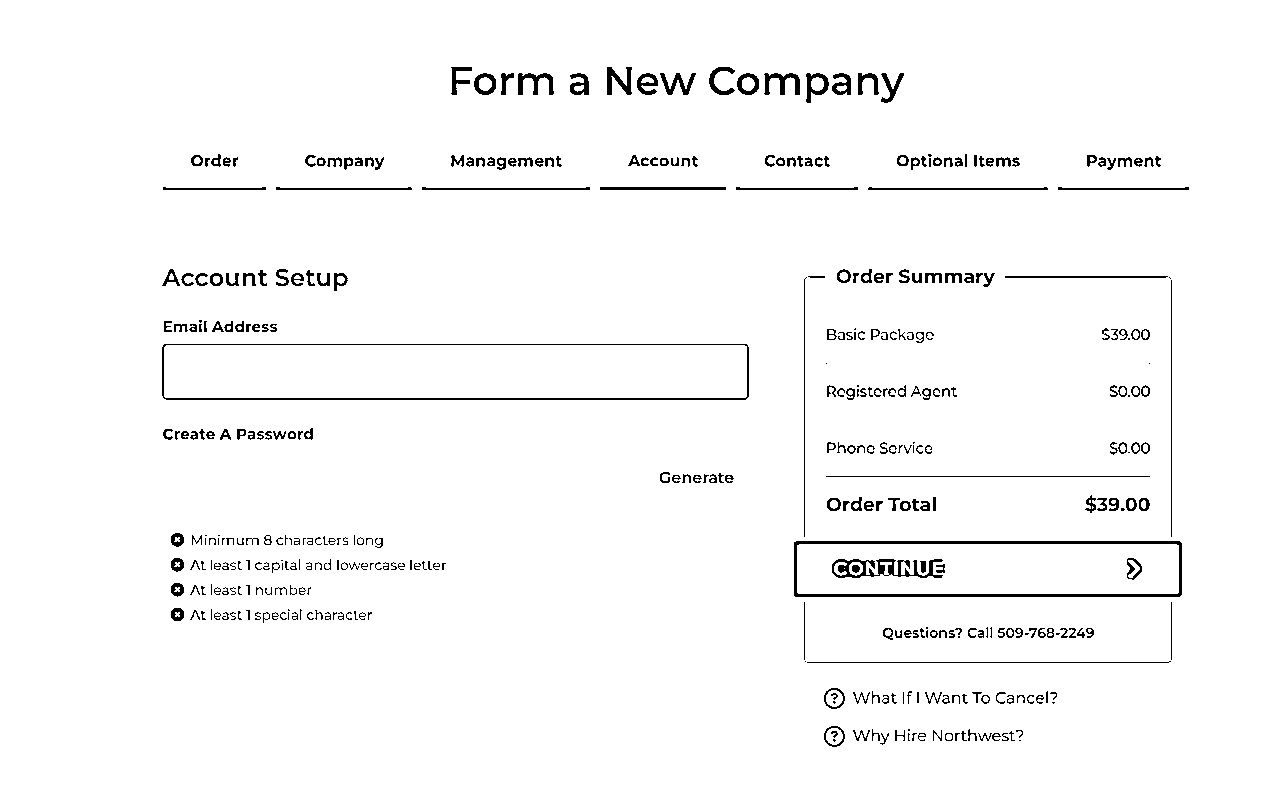 Form a New Company
Order Company Management Account Contact Optional Items Payment
Account Setup
Email Address
Create A Password
Generate
Minimum 8 characters long
At least 1 capital and lowercase letter
At least 1 number
At least 1 special character
Order Summary
Basic Package $39.00
Registered Agent $0.00
Phone Service $0.00
Order Total $39.00
CONTINUE
Questions? Call 509-768-2249
What If I Want To Cancel?
Why Hire Northwest?